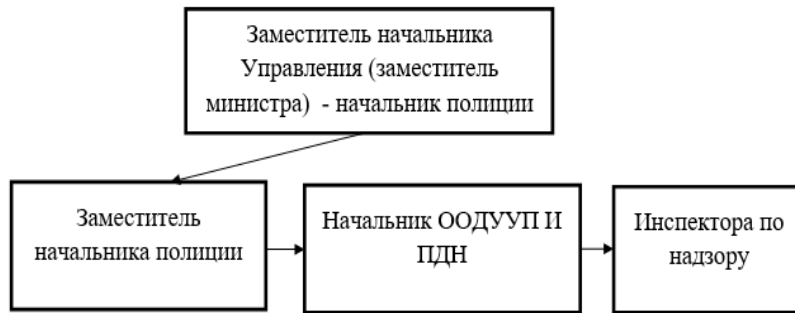 Заместитель начальника
Управления (заместитель
министра) - начальник полиции
Заместитель
начальника полиции
Начальник ООДУУП И
ПДН
Инспектора по
надзору